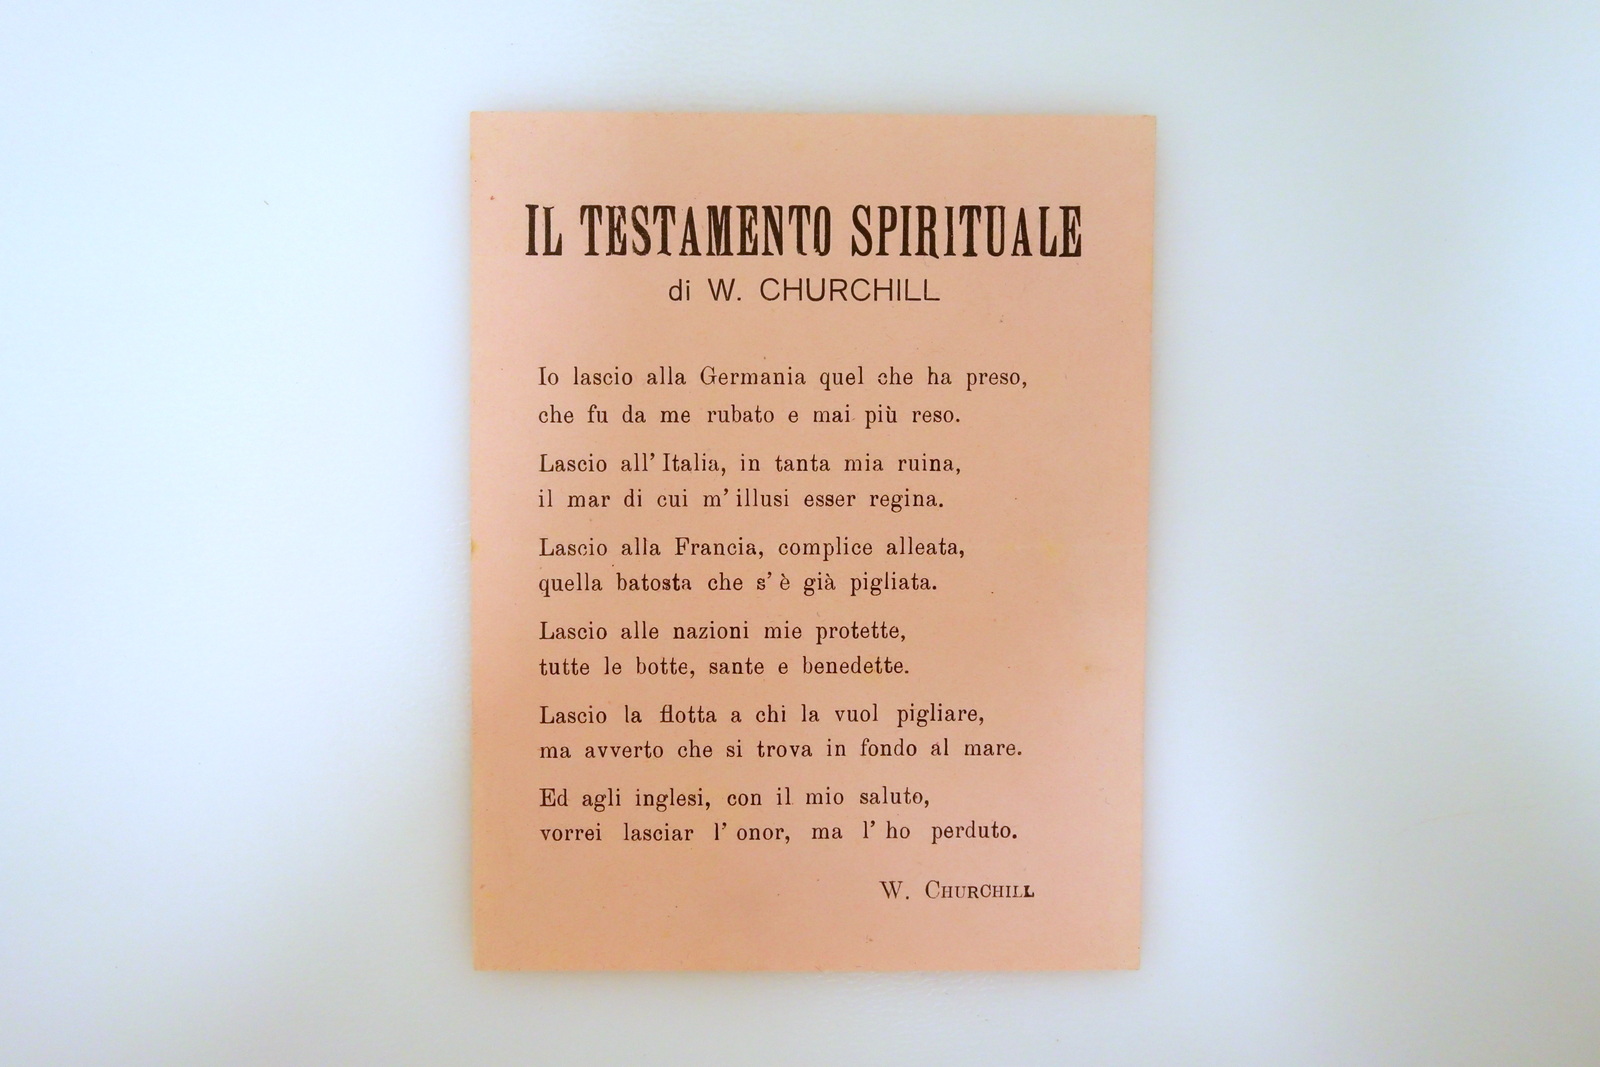 IL TESTAMENTO SPIRITUALE
di W. CHURCHILL
Io lascio alla Germania quel che ha preso,
che fu da me rubato e mai più reso.
Lascio all' Italia, in tanta mia ruina,
il mar di cui m' illusi esser regina.
Lascio alla Francia, complice alleata,
quella batosta che s' è già pigliata.
Lascio alle nazioni mie protette,
tutte le botte, sante e benedette.
Lascio la flotta a chi la vuol pigliare,
ma avverto che si trova in fondo al mare.
Ed agli inglesi, con il mio saluto,
vorrei lasciar l' onor, ma l' ho perduto.
W. CHURCHILL